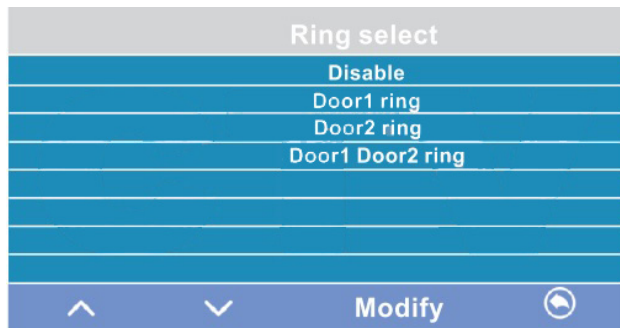 Ring select
Disable
Door1 ring
Door2 ring
Door1 Door2 ring
Modify